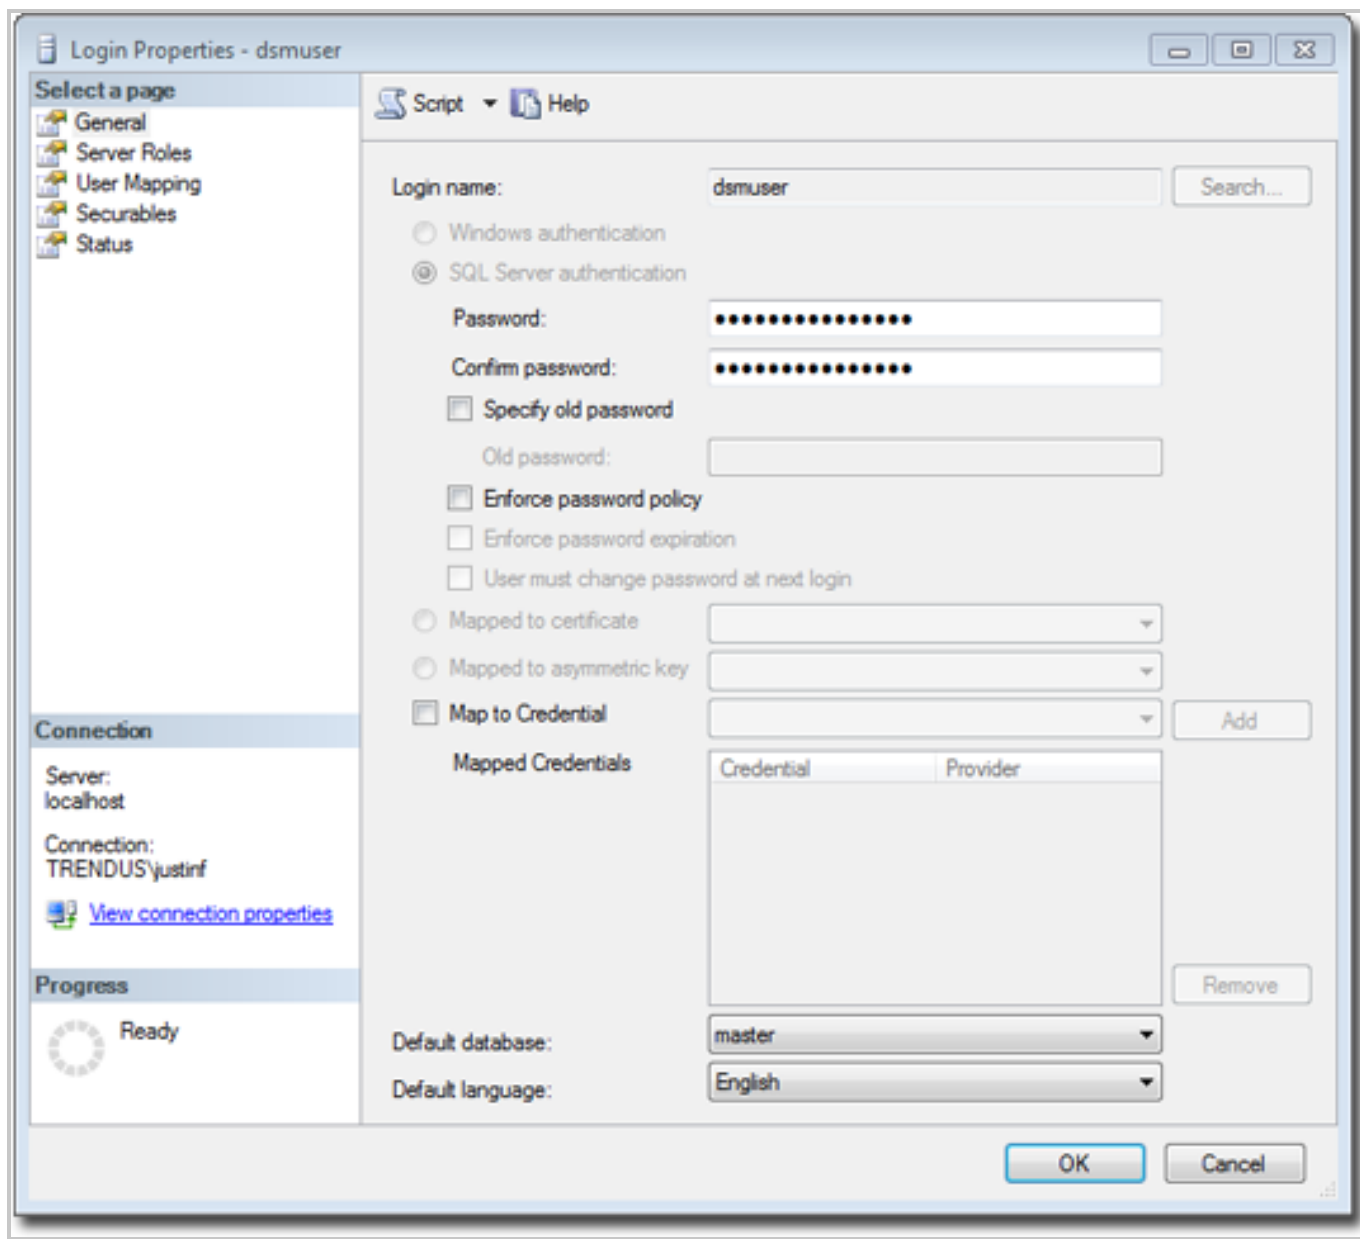 Login Properties - dsmuser
Select a page
General
Server Roles
User Mapping
Securables
Status
Script Help
Login name: dsmuser Search...
Windows authentication
SQL Server authentication
Password: •••••••••••••••
Confirm password: •••••••••••••••
Specify old password
Old password:
Enforce password policy
Enforce password expiration
User must change password at next login
Mapped to certificate
Mapped to asymmetric key
Map to Credential Add
Mapped Credentials Credential Provider
Remove
Default database: master
Default language: English
Connection
Server:
localhost
Connection:
TRENDUS\justinf
View connection properties
Progress
Ready
OK Cancel